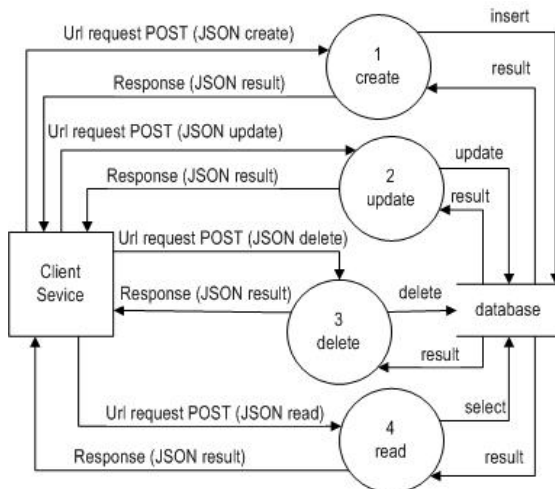 insert
Url request POST (JSON create)
1
create
Response (JSON result)
result
Url request POST (JSON update)
2
update
update
Response (JSON result)
result
Url request POST (JSON delete)
Client
Sevice
Response (JSON result)
3
delete
delete
database
result
Url request POST (JSON read)
4
read
select
Response (JSON result)
result